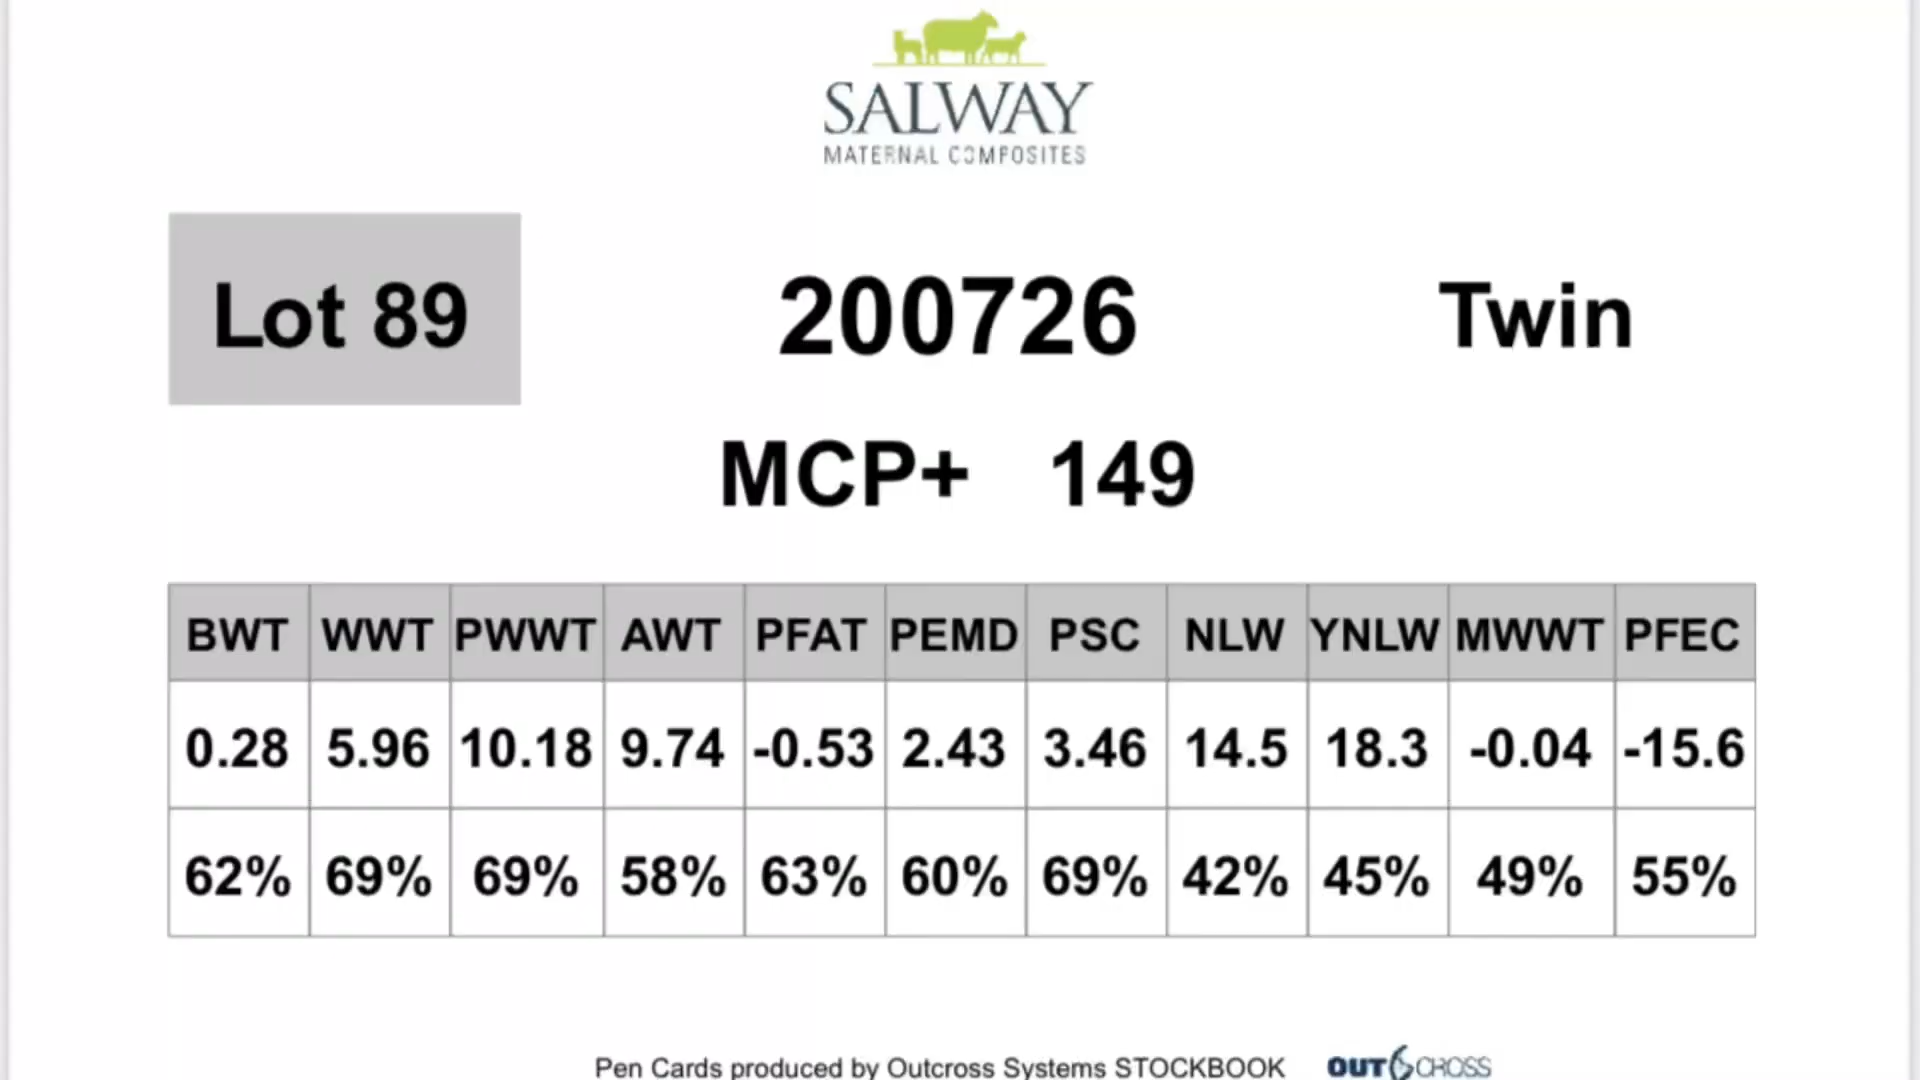 SALWAY
MATERNAL COMPOSITES
Lot 89 200726 Twin
MCP+ 149
BWT WWT PWWT AWT PFAT PEMD PSC NLW YNLW MWWT PFEC
0.28 5.96 10.18 9.74 -0.53 2.43 3.46 14.5 18.3 -0.04 -15.6
62% 69% 69% 58% 63% 60% 69% 42% 45% 49% 55%
Pen Cards produced by Outcross Systems STOCKBOOK OUTCROSS